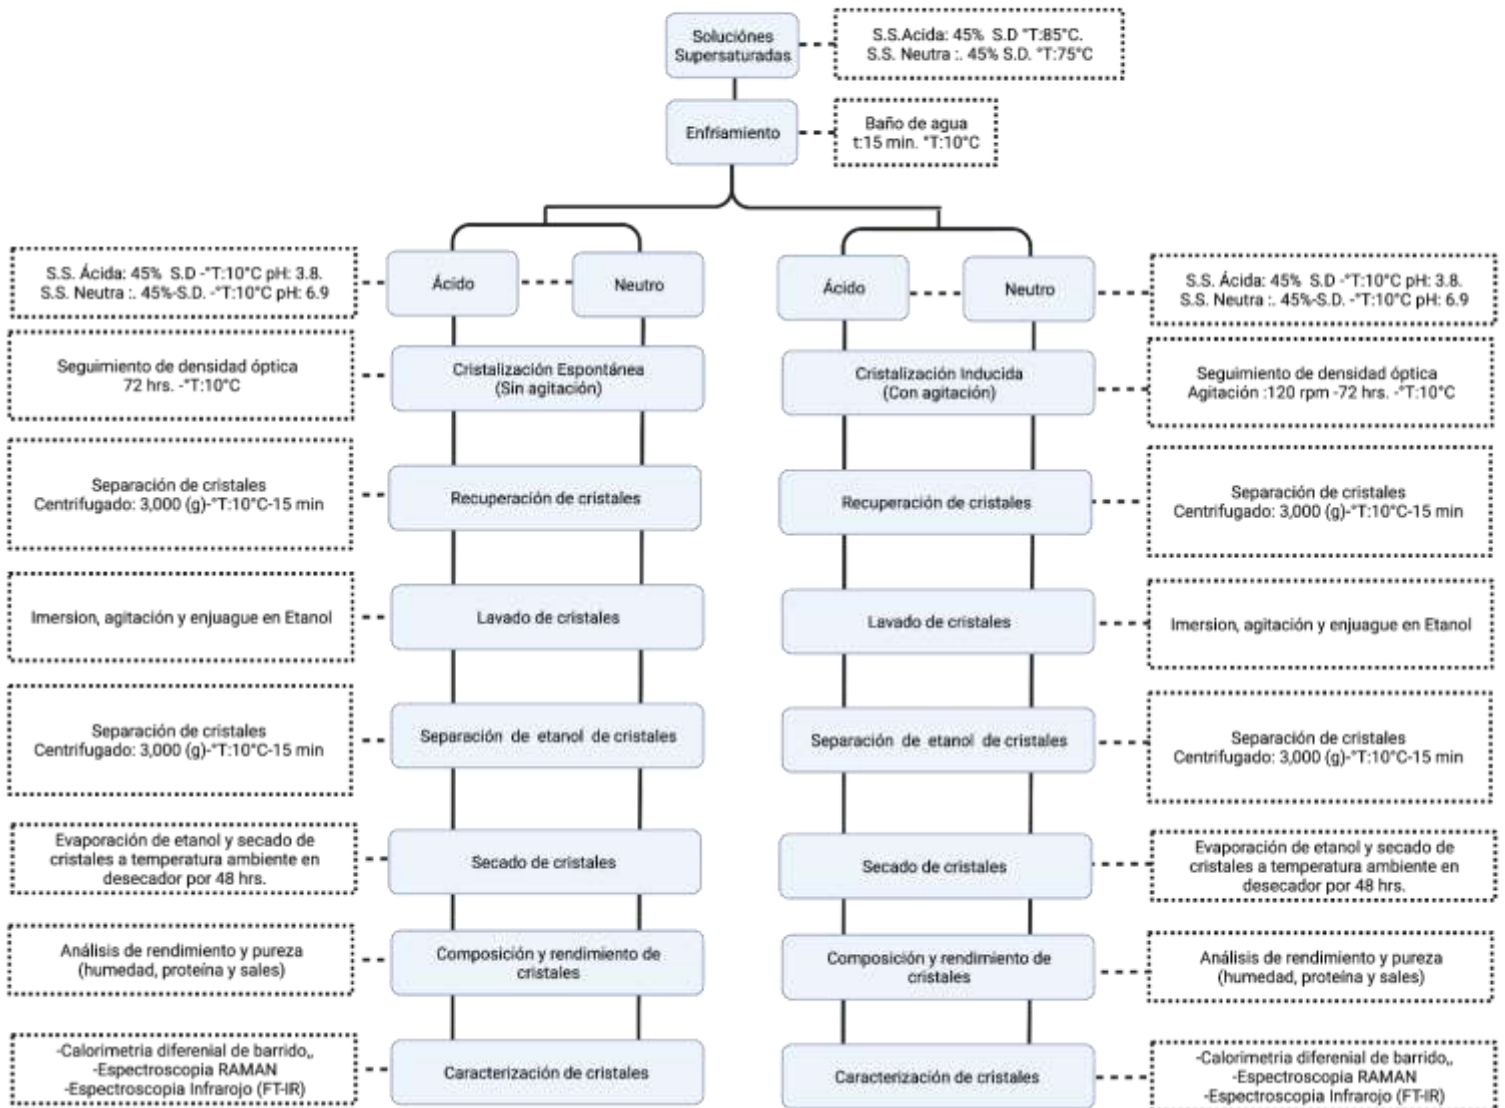 Soluciónes
Supersaturadas
S.S.Acida: 45% S.D °T:85°C.
S.S. Neutra :. 45% S.D. °T:75°C
Enfriamiento
Baño de agua
t:15 min. °T:10°C
S.S. Ácida: 45% S.D -°T:10°C pH: 3.8.
S.S. Neutra :. 45%-S.D. -°T:10°C pH: 6.9
Ácido
Neutro
Ácido
Neutro
S.S. Ácida: 45% S.D -°T:10°C pH: 3.8.
S.S. Neutra :. 45%-S.D. -°T:10°C pH: 6.9
Seguimiento de densidad óptica
72 hrs. -°T:10°C
Cristalización Espontánea
(Sin agitación)
Cristalización Inducida
(Con agitación)
Seguimiento de densidad óptica
Agitación :120 rpm -72 hrs. -°T:10°C
Separación de cristales
Centrifugado: 3,000 (g)-°T:10°C-15 min
Recuperación de cristales
Recuperación de cristales
Separación de cristales
Centrifugado: 3,000 (g)-°T:10°C-15 min
Imersion, agitación y enjuague en Etanol
Lavado de cristales
Lavado de cristales
Imersion, agitación y enjuague en Etanol
Separación de cristales
Centrifugado: 3,000 (g)-°T:10°C-15 min
Separación de etanol de cristales
Separación de etanol de cristales
Separación de cristales
Centrifugado: 3,000 (g)-°T:10°C-15 min
Evaporación de etanol y secado de
cristales a temperatura ambiente en
desecador por 48 hrs.
Secado de cristales
Secado de cristales
Evaporación de etanol y secado de
cristales a temperatura ambiente en
desecador por 48 hrs.
Análisis de rendimiento y pureza
(humedad, proteína y sales)
Composición y rendimiento de
cristales
Composición y rendimiento de
cristales
Análisis de rendimiento y pureza
(humedad, proteína y sales)
-Calorimetria diferenial de barrido,,
-Espectroscopia RAMAN
-Espectroscopia Infrarojo (FT-IR)
Caracterización de cristales
Caracterización de cristales
-Calorimetria diferenial de barrido,,
-Espectroscopia RAMAN
-Espectroscopia Infrarojo (FT-IR)